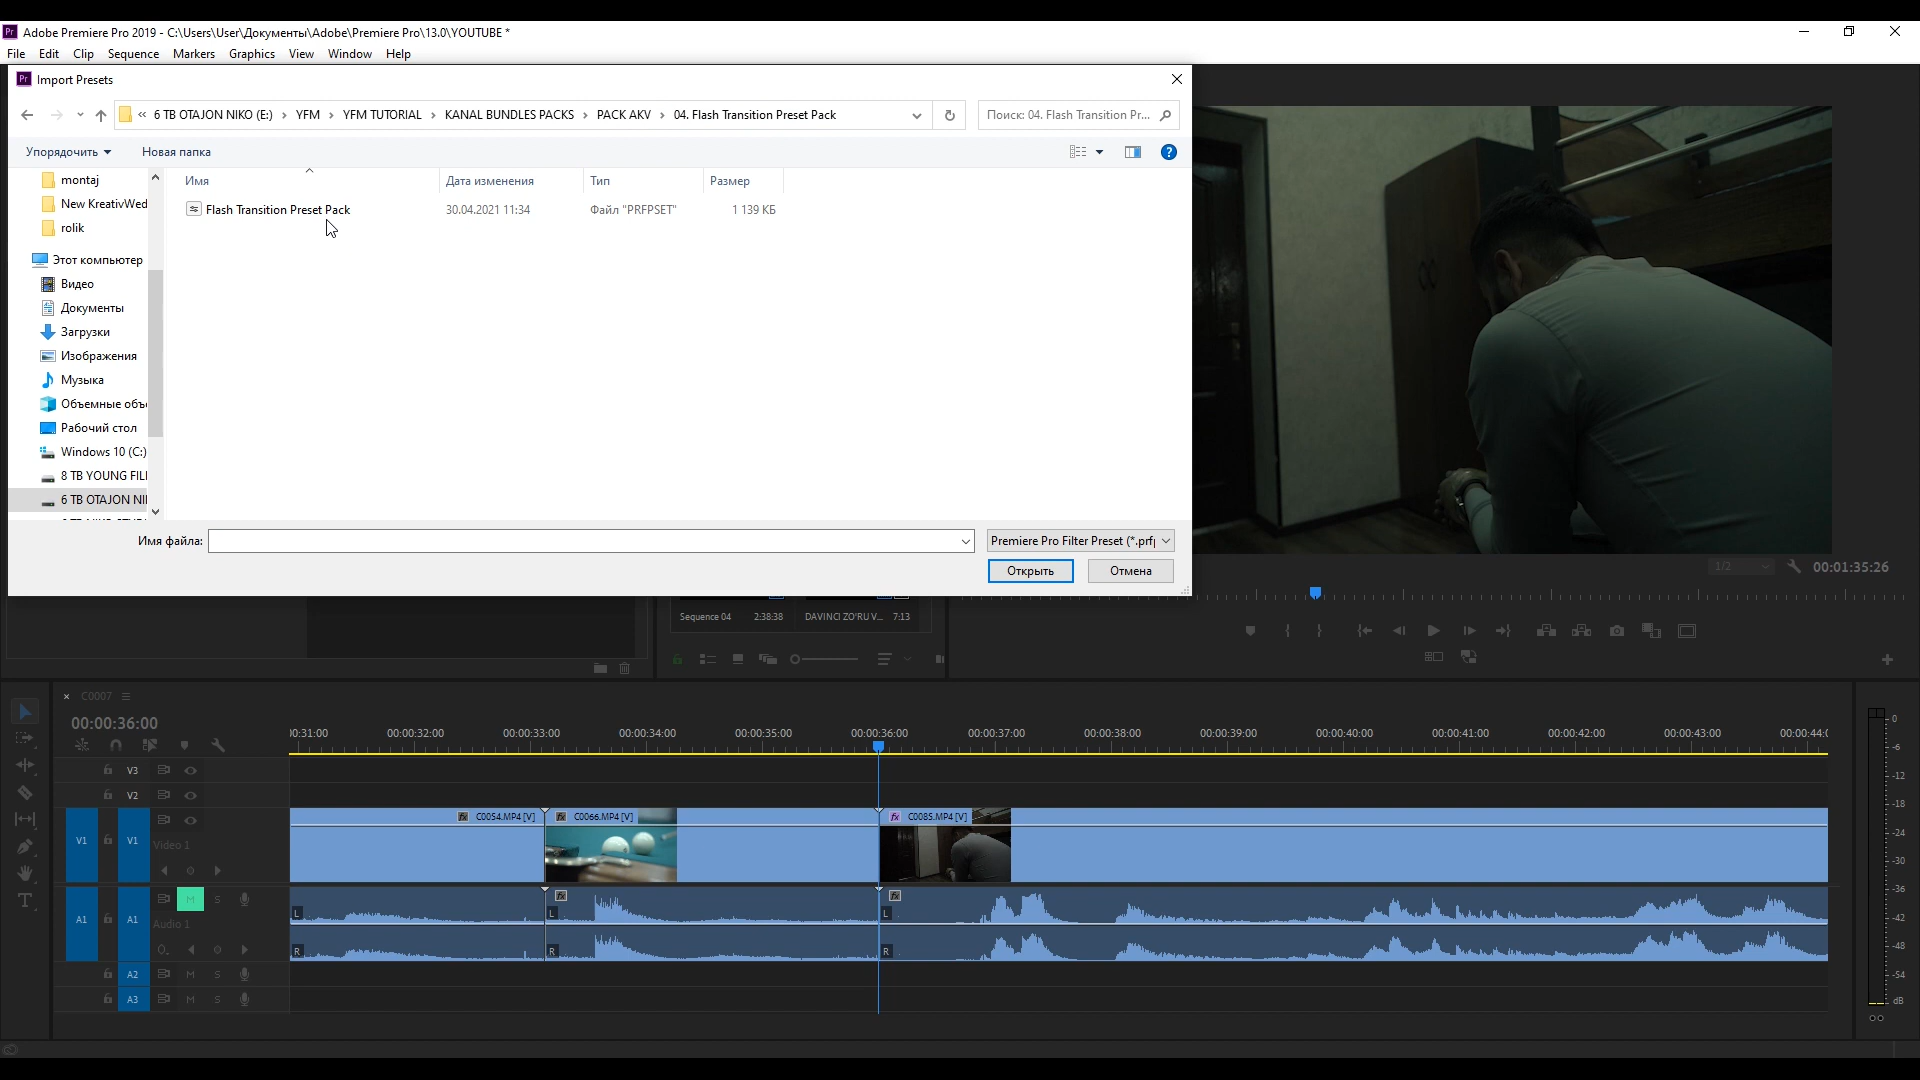 Adobe Premiere Pro 2019 - C:\Users\User\Документы\Adobe\Premiere Pro\13.0\YOUTUBE *
File Edit Clip Sequence Markers Graphics View Window Help
Import Presets
« 6 TB OTAJON NIKO (E:) › YFM › YFM TUTORIAL › KANAL BUNDLES PACKS › PACK AKV › 04. Flash Transition Preset Pack
Поиск: 04. Flash Transition Pr...
Упорядочить Новая папка
montaj
New KreativWed
rolik
Этот компьютер
Видео
Документы
Загрузки
Изображения
Музыка
Объемные объ
Рабочий стол
Windows 10 (C:)
8 TB YOUNG FIL
6 TB OTAJON NI
Имя Дата изменения Тип Размер
Flash Transition Preset Pack 30.04.2021 11:34 Файл "PRFPSET" 1 139 КБ
Имя файла: Premiere Pro Filter Preset (*.prf
Открыть Отмена
1/2 00:01:35:26
Sequence 04 2:38:38 DAVINCI ZO'RU V... 7:13
× C0007
00:00:36:00
0:31:00 00:00:32:00 00:00:33:00 00:00:34:00 00:00:35:00 00:00:36:00 00:00:37:00 00:00:38:00 00:00:39:00 00:00:40:00 00:00:41:00 00:00:42:00 00:00:43:00 00:00:44:0
V3
V2
V1 V1 Video 1
fx C0054.MP4 [V] fx C0066.MP4 [V] fx C0085.MP4 [V]
A1 A1 M S Audio 1
L L L
R R R
A2 M S
A3 M S
0
-6
-12
-18
-24
-30
-36
-42
-48
-54
dB